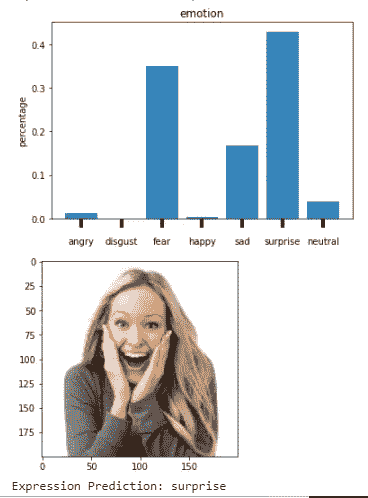 emotion
0.4
0.3
0.2
0.1
0.0
percentage
angry disgust fear happy sad surprise neutral
0
25
50
75
100
125
150
175
0 50 100 150
Expression Prediction: surprise